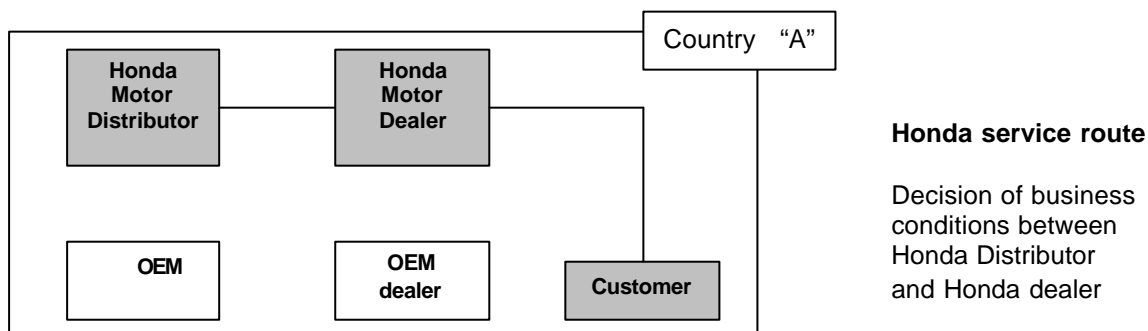 Country “A”
Honda
Motor
Distributor
Honda
Motor
Dealer
Honda service route
Decision of business
conditions between
Honda Distributor
and Honda dealer
OEM
OEM
dealer
Customer